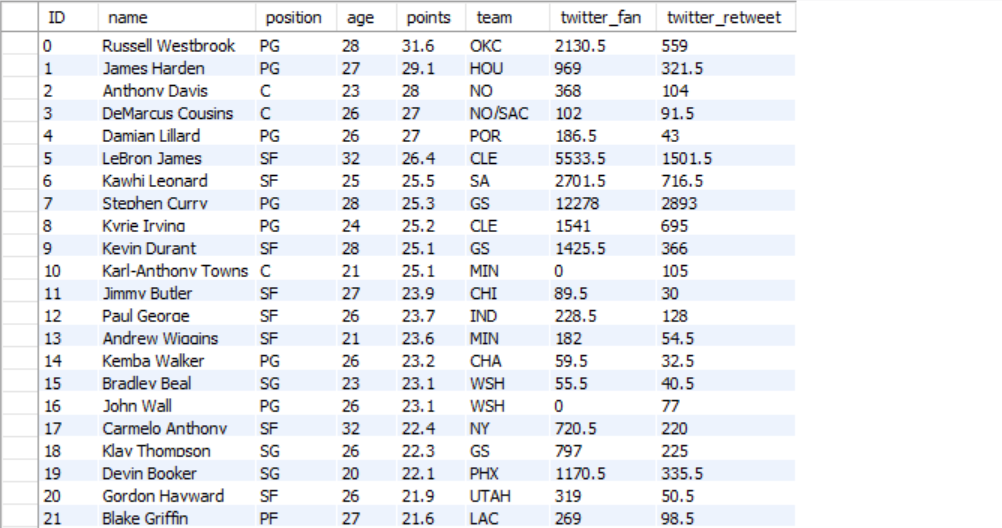 ID name position age points team twitter_fan twitter_retweet
0 Russell Westbrook PG 28 31.6 OKC 2130.5 559
1 James Harden PG 27 29.1 HOU 969 321.5
2 Anthony Davis C 23 28 NO 368 104
3 DeMarcus Cousins C 26 27 NO/SAC 102 91.5
4 Damian Lillard PG 26 27 POR 186.5 43
5 LeBron James SF 32 26.4 CLE 5533.5 1501.5
6 Kawhi Leonard SF 25 25.5 SA 2701.5 716.5
7 Stephen Curry PG 28 25.3 GS 12278 2893
8 Kyrie Irving PG 24 25.2 CLE 1541 695
9 Kevin Durant SF 28 25.1 GS 1425.5 366
10 Karl-Anthony Towns C 21 25.1 MIN 0 105
11 Jimmy Butler SF 27 23.9 CHI 89.5 30
12 Paul George SF 26 23.7 IND 228.5 128
13 Andrew Wiggins SF 21 23.6 MIN 182 54.5
14 Kemba Walker PG 26 23.2 CHA 59.5 32.5
15 Bradley Beal SG 23 23.1 WSH 55.5 40.5
16 John Wall PG 26 23.1 WSH 0 77
17 Carmelo Anthony SF 32 22.4 NY 720.5 220
18 Klay Thompson SG 26 22.3 GS 797 225
19 Devin Booker SG 20 22.1 PHX 1170.5 335.5
20 Gordon Hayward SF 26 21.9 UTAH 319 50.5
21 Blake Griffin PF 27 21.6 LAC 269 98.5